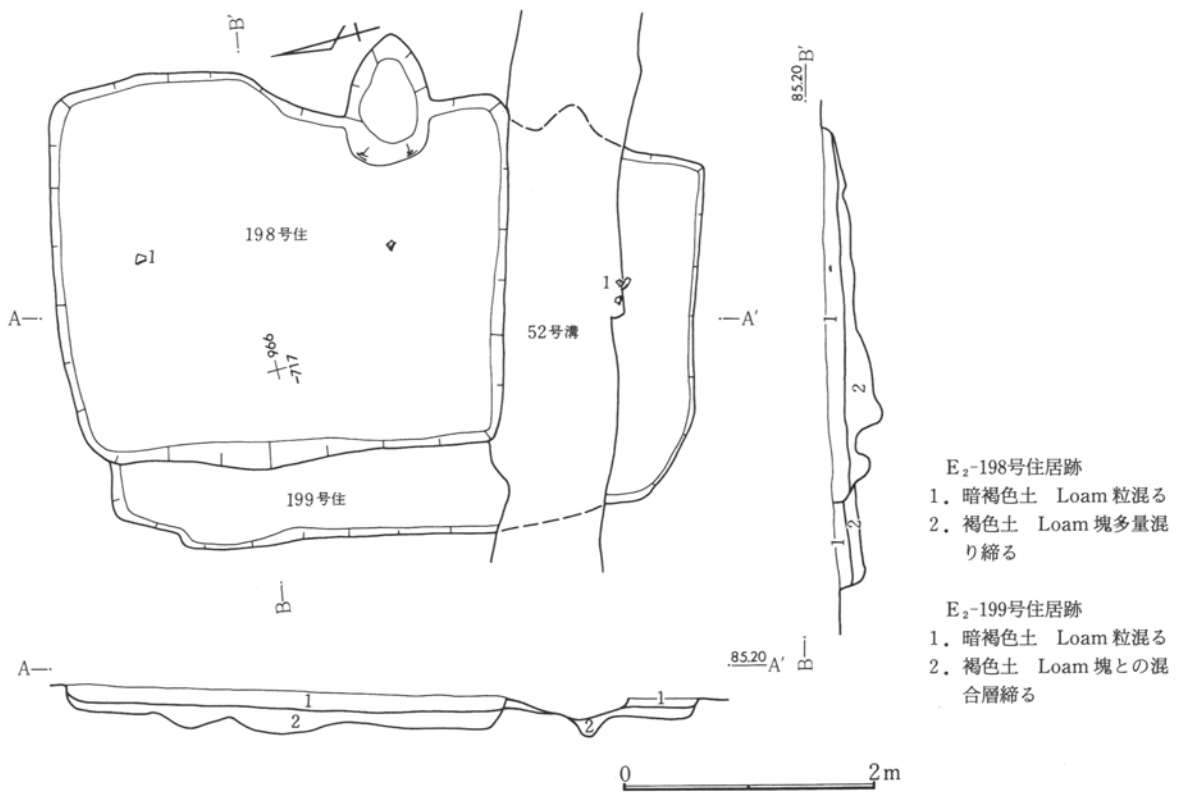 B′
198号住
1
1
A
A′
52号溝
966
-717
199号住
B
85.20 B′
1
2
1
2
B
E₂-198号住居跡
1．暗褐色土　Loam 粒混る
2．褐色土　Loam 塊多量混
り締る
E₂-199号住居跡
1．暗褐色土　Loam 粒混る
2．褐色土　Loam 塊との混
合層締る
A
85.20 A′
1
1
2
2
0
2m